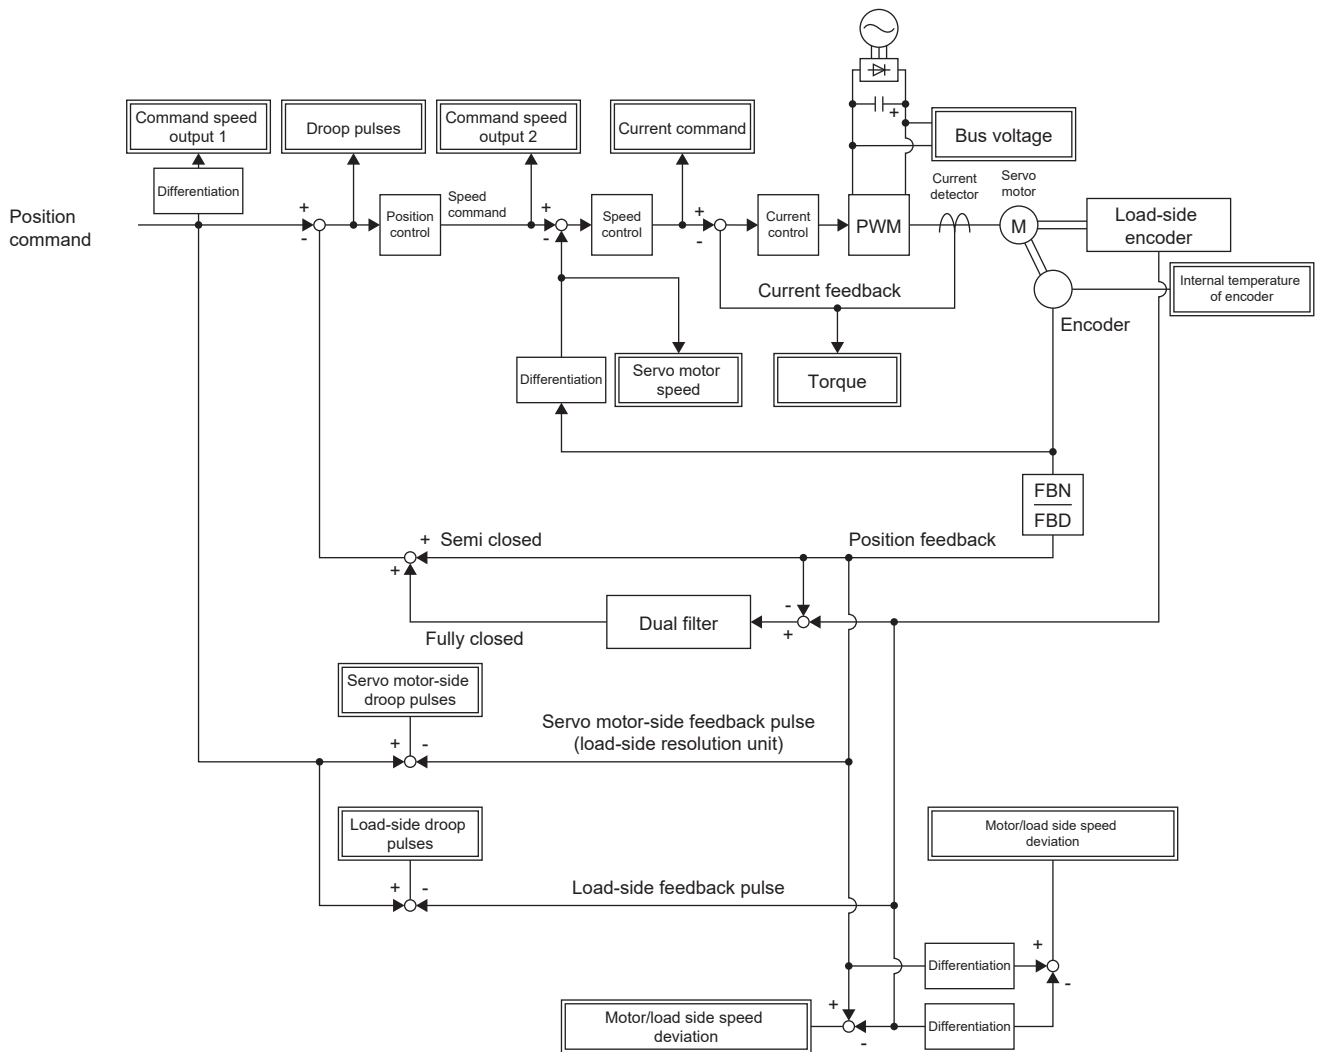 Command speed
output 1
Droop pulses
Command speed
output 2
Current command
Bus voltage
Differentiation
Position
command
+
-
Position
control
Speed
command
+
-
Speed
control
+
-
Current
control
PWM
+
Current
detector
Servo
motor
M
Load-side
encoder
Internal temperature
of encoder
Current feedback
Encoder
Differentiation
Servo motor
speed
Torque
FBN
FBD
+ Semi closed
Position feedback
+
Fully closed
Dual filter
-
+
Servo motor-side
droop pulses
+ -
Servo motor-side feedback pulse
(load-side resolution unit)
Load-side droop
pulses
+ -
Load-side feedback pulse
Motor/load side speed
deviation
Differentiation
+
-
Motor/load side speed
deviation
+
-
Differentiation